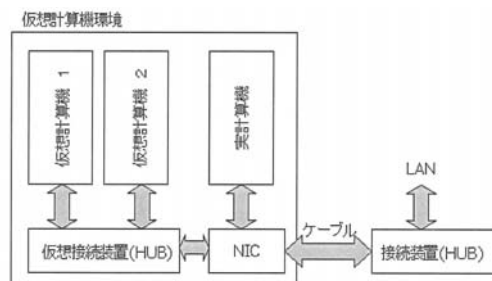 仮想計算機環境
仮想計算機 1
仮想計算機 2
実計算機
LAN
ケーブル
仮想接続装置(HUB)
NIC
接続装置(HUB)